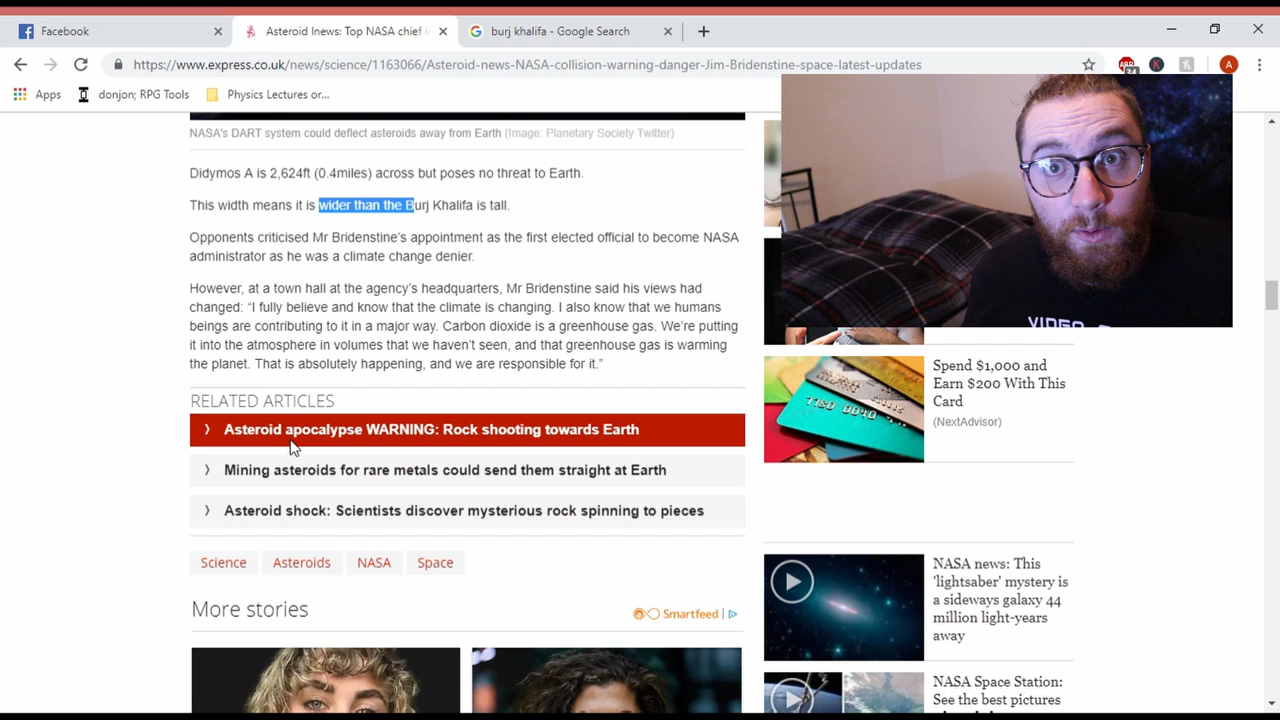 Facebook
Asteroid lnews: Top NASA chief i
burj khalifa - Google Search
https://www.express.co.uk/news/science/1163066/Asteroid-news-NASA-collision-warning-danger-Jim-Bridenstine-space-latest-updates
Apps
donjon; RPG Tools
Physics Lectures or...
NASA's DART system could deflect asteroids away from Earth (Image: Planetary Society Twitter)
Didymos A is 2,624ft (0.4miles) across but poses no threat to Earth.
This width means it is wider than the Burj Khalifa is tall.
Opponents criticised Mr Bridenstine's appointment as the first elected official to become NASA
administrator as he was a climate change denier.
However, at a town hall at the agency's headquarters, Mr Bridenstine said his views had
changed: “I fully believe and know that the climate is changing. I also know that we humans
beings are contributing to it in a major way. Carbon dioxide is a greenhouse gas. We're putting
it into the atmosphere in volumes that we haven't seen, and that greenhouse gas is warming
the planet. That is absolutely happening, and we are responsible for it.”
RELATED ARTICLES
Asteroid apocalypse WARNING: Rock shooting towards Earth
Mining asteroids for rare metals could send them straight at Earth
Asteroid shock: Scientists discover mysterious rock spinning to pieces
Science
Asteroids
NASA
Space
More stories
Smartfeed
VIDEO
Spend $1,000 and
Earn $200 With This
Card
(NextAdvisor)
NASA news: This
'lightsaber' mystery is
a sideways galaxy 44
million light-years
away
NASA Space Station:
See the best pictures